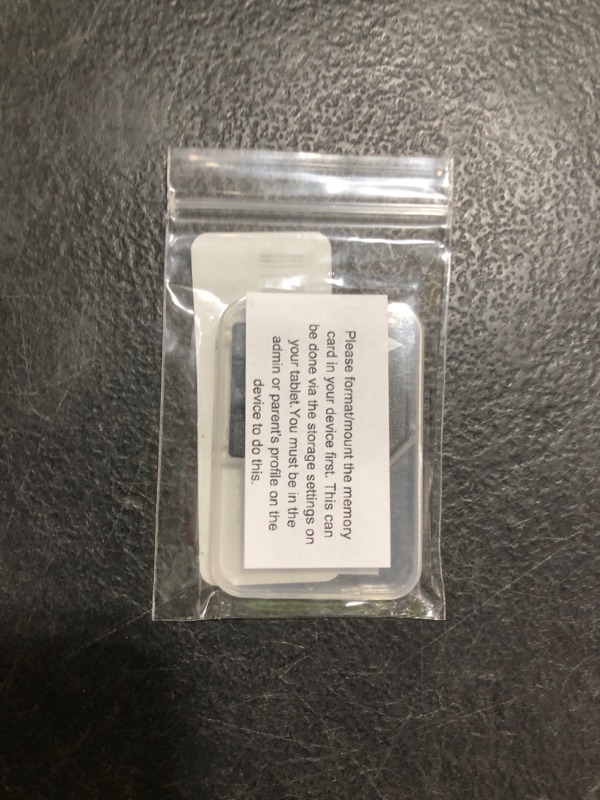 Please format/mount the memory
card in your device first. This can
be done via the storage settings on
your tablet.You must be in the
admin or parent's profile on the
device to do this.